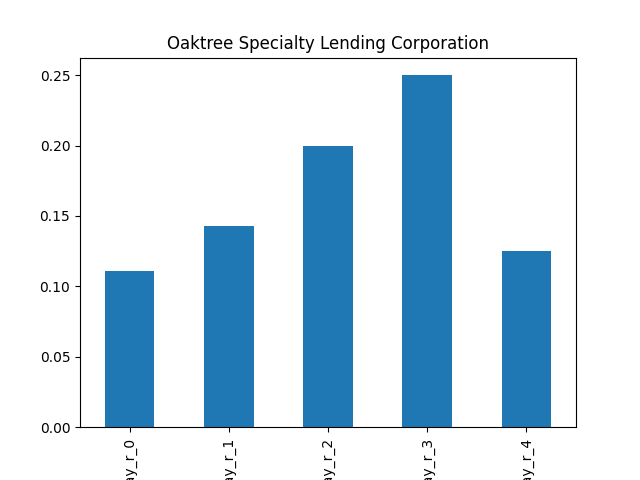 Oaktree Specialty Lending Corporation
0.25
0.20
0.15
0.10
0.05
0.00
ay_r_0
ay_r_1
ay_r_2
ay_r_3
ay_r_4